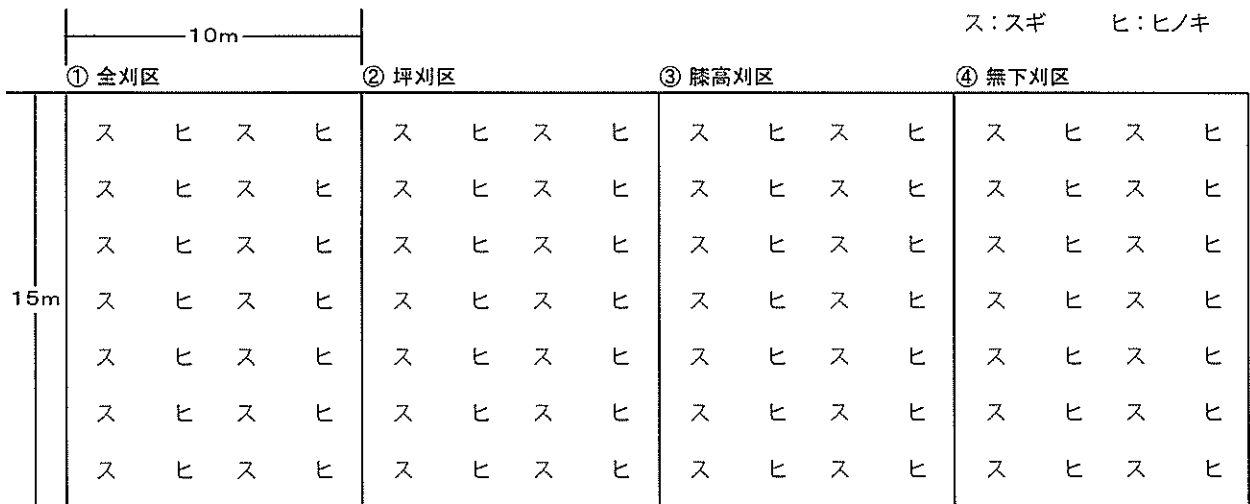 ス：スギ ヒ：ヒノキ
10m
① 全刈区 ② 坪刈区 ③ 膝高刈区 ④ 無下刈区
ス ヒ ス ヒ ス ヒ ス ヒ ス ヒ ス ヒ ス ヒ ス ヒ
ス ヒ ス ヒ ス ヒ ス ヒ ス ヒ ス ヒ ス ヒ ス ヒ
ス ヒ ス ヒ ス ヒ ス ヒ ス ヒ ス ヒ ス ヒ ス ヒ
15m ス ヒ ス ヒ ス ヒ ス ヒ ス ヒ ス ヒ ス ヒ ス ヒ
ス ヒ ス ヒ ス ヒ ス ヒ ス ヒ ス ヒ ス ヒ ス ヒ
ス ヒ ス ヒ ス ヒ ス ヒ ス ヒ ス ヒ ス ヒ ス ヒ
ス ヒ ス ヒ ス ヒ ス ヒ ス ヒ ス ヒ ス ヒ ス ヒ